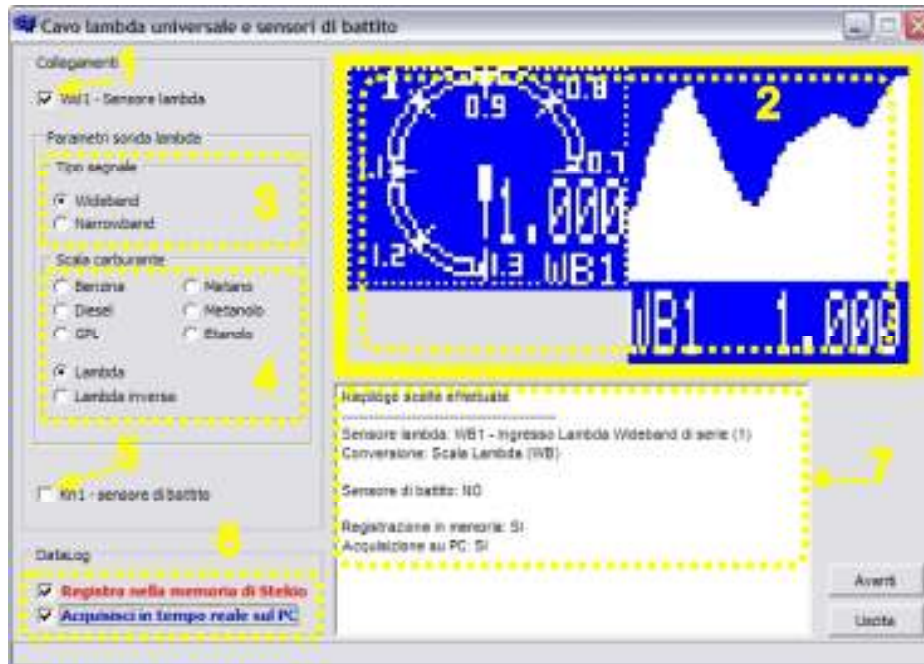 Cavo lambda universale e sensori di battito
Collegamenti
1
Wal1 - Sensore lambda
Parametri sonda lambda
Tipo segnale
Wideband
Narrowband
3
Scala carburante
Benzina
Metano
Diesel
Metanolo
GPL
Etanolo
Lambda
Lambda inverse
4
5
Kn1 - sensore di battito
6
DataLog
Registra nella memoria di Stekio
Acquisisci in tempo reale sul PC
2
1
0.9
0.8
0.7
1.1
1.2
1.3
1.000
WB1
WB1 1.000
Riepilogo scelte effettuate
Sensore lambda: WB1 - Ingresso Lambda Wideband di serie (1)
Conversione: Scala Lambda (WB)
Sensore di battito: NO
Registrazione in memoria: SI
Acquisizione su PC: SI
7
Avanti
Uscita